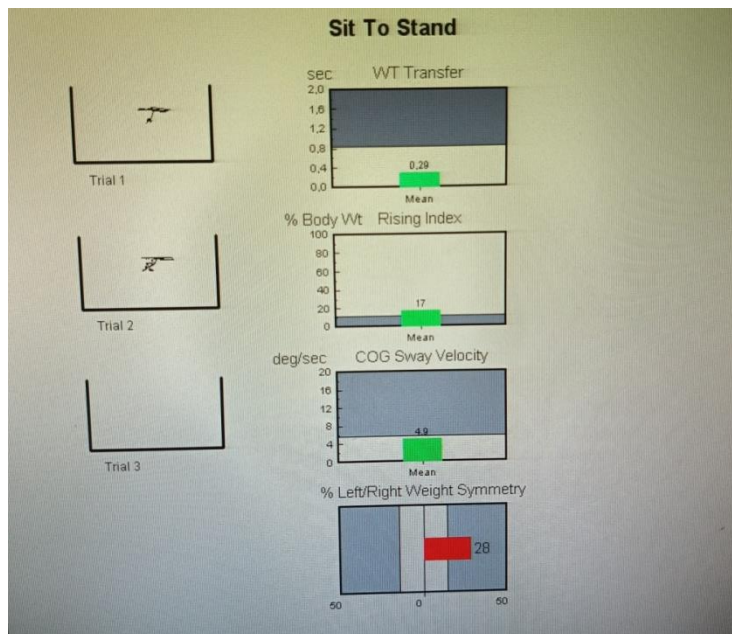 Sit To Stand
Trial 1
Trial 2
Trial 3
sec WT Transfer
2,0
1,6
1,2
0,8
0,4
0,0
0,29
Mean
% Body Wt Rising Index
100
80
60
40
20
0
17
Mean
deg/sec COG Sway Velocity
20
16
12
8
4
0
4,9
Mean
% Left/Right Weight Symmetry
28
50 0 50